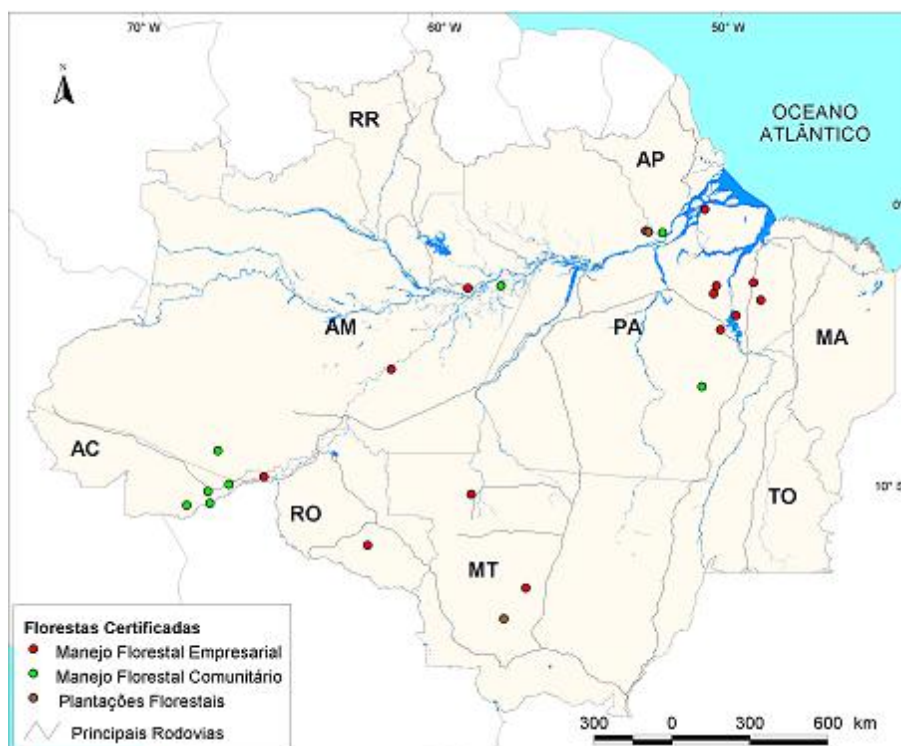 70° W 60° W 50° W
N
OCEANO
ATLÂNTICO
RR
AP
0°
AM
PA
MA
AC
10° S
TO
RO
MT
Florestas Certificadas
Manejo Florestal Empresarial
Manejo Florestal Comunitário
Plantações Florestais
Principais Rodovias
300 0 300 600 km